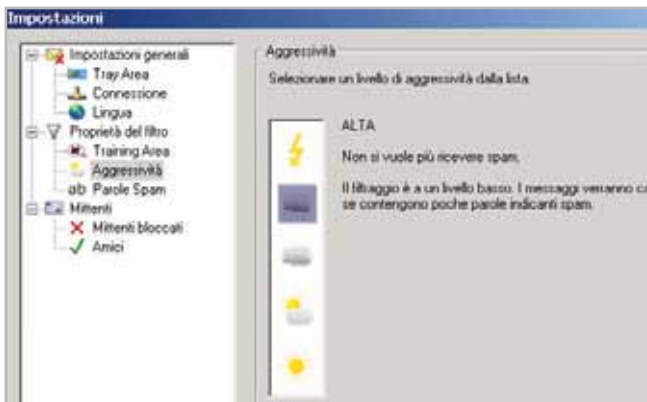 Impostazioni
Impostazioni generali
Tray Area
Connessione
Lingua
Proprietà del filtro
Training Area
Aggressività
ab Parole Spam
Mittenti
Mittenti bloccati
Amici
Aggressività
Selezionare un livello di aggressività dalla lista
ALTA
Non si vuole più ricevere spam.
Il filtraggio è a un livello basso. I messaggi verranno ca
se contengono poche parole indicanti spam.